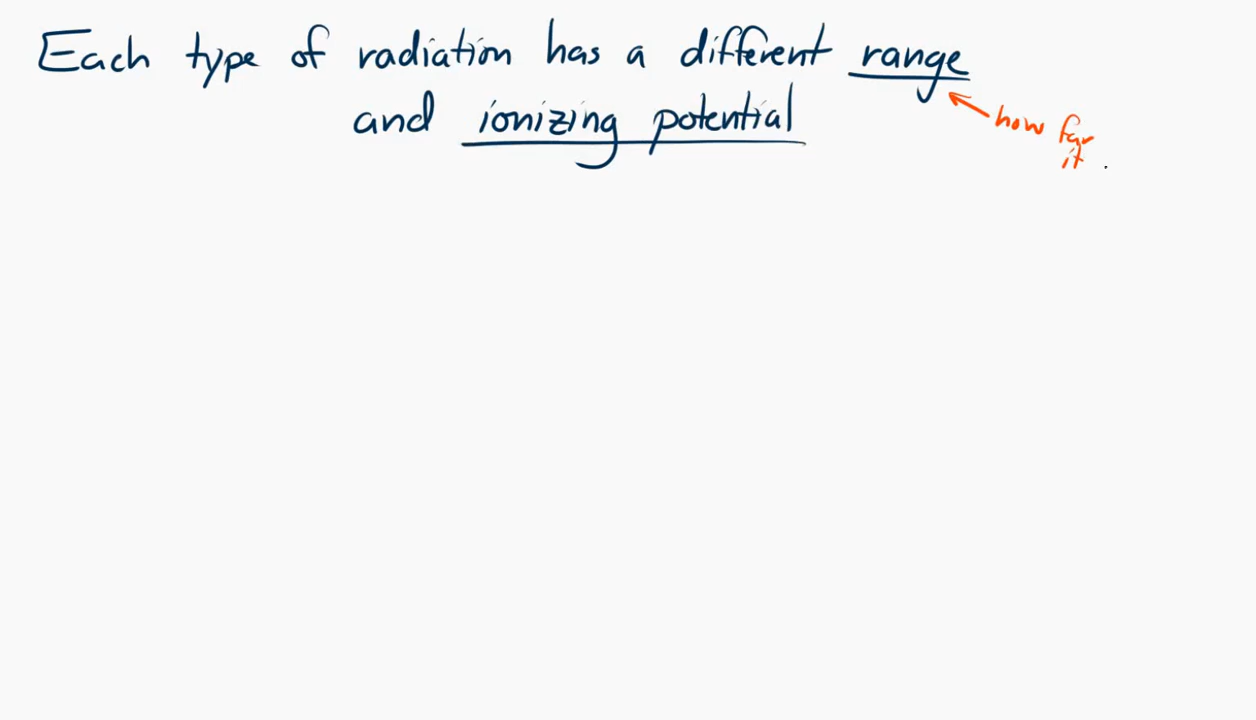 Each type of radiation has a different range
and ionizing potential
how far
it